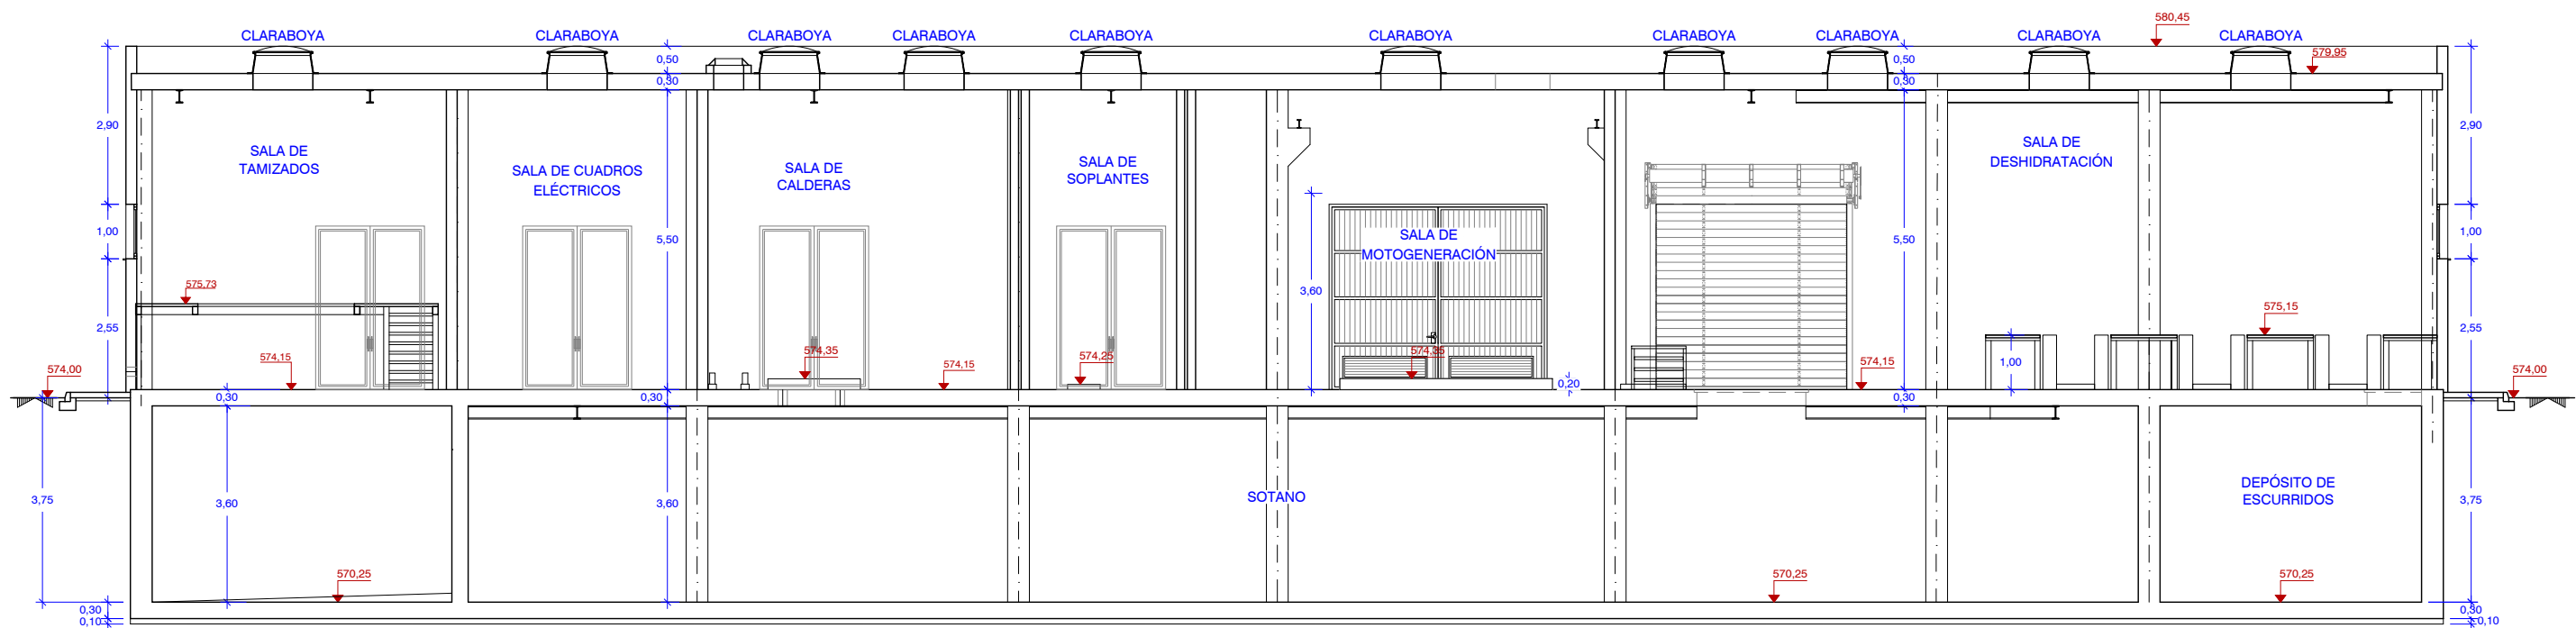 580,45
CLARABOYA CLARABOYA CLARABOYA CLARABOYA CLARABOYA CLARABOYA CLARABOYA CLARABOYA CLARABOYA CLARABOYA
579,95
0,50
0,50
0,30
0,30
2,90
2,90
SALA DE
TAMIZADOS
SALA DE CUADROS
ELÉCTRICOS
SALA DE
CALDERAS
SALA DE
SOPLANTES
SALA DE
MOTOGENERACIÓN
SALA DE
DESHIDRATACIÓN
1,00
5,50
5,50
1,00
575,73
3,60
575,15
2,55
2,55
574,00
574,15
574,35
574,15
574,25
574,35
0,20
574,15
1,00
574,00
0,30
0,30
0,30
3,75
3,60
3,60
SOTANO
DEPÓSITO DE
ESCURRIDOS
3,75
570,25
570,25
570,25
0,30
0,30
0,10
0,10